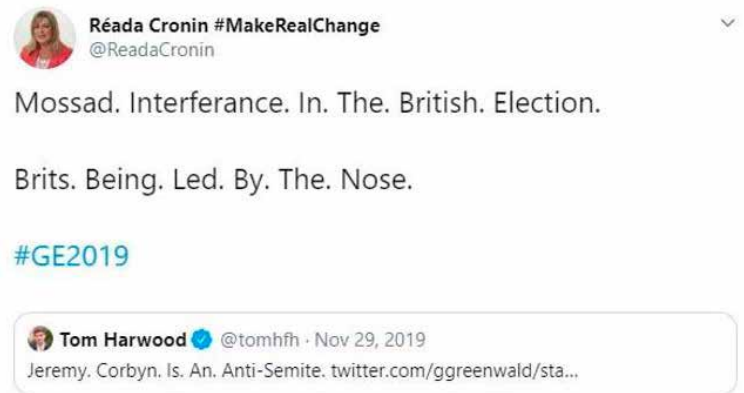 Réada Cronin #MakeRealChange
@ReadaCronin
Mossad. Interferance. In. The. British. Election.
Brits. Being. Led. By. The. Nose.
#GE2019
Tom Harwood @tomhfh · Nov 29, 2019
Jeremy. Corbyn. Is. An. Anti-Semite. twitter.com/ggreenwald/sta...